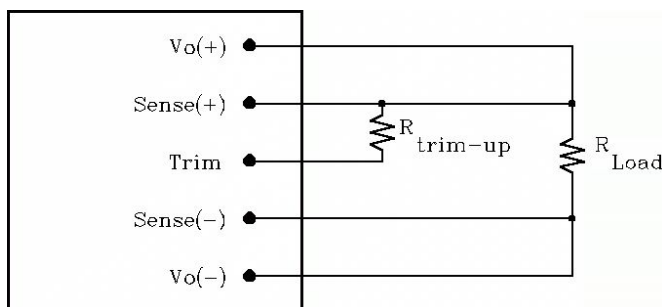 Vo(+)
Sense(+)
R
trim-up
Trim
R
Load
Sense(-)
Vo(-)